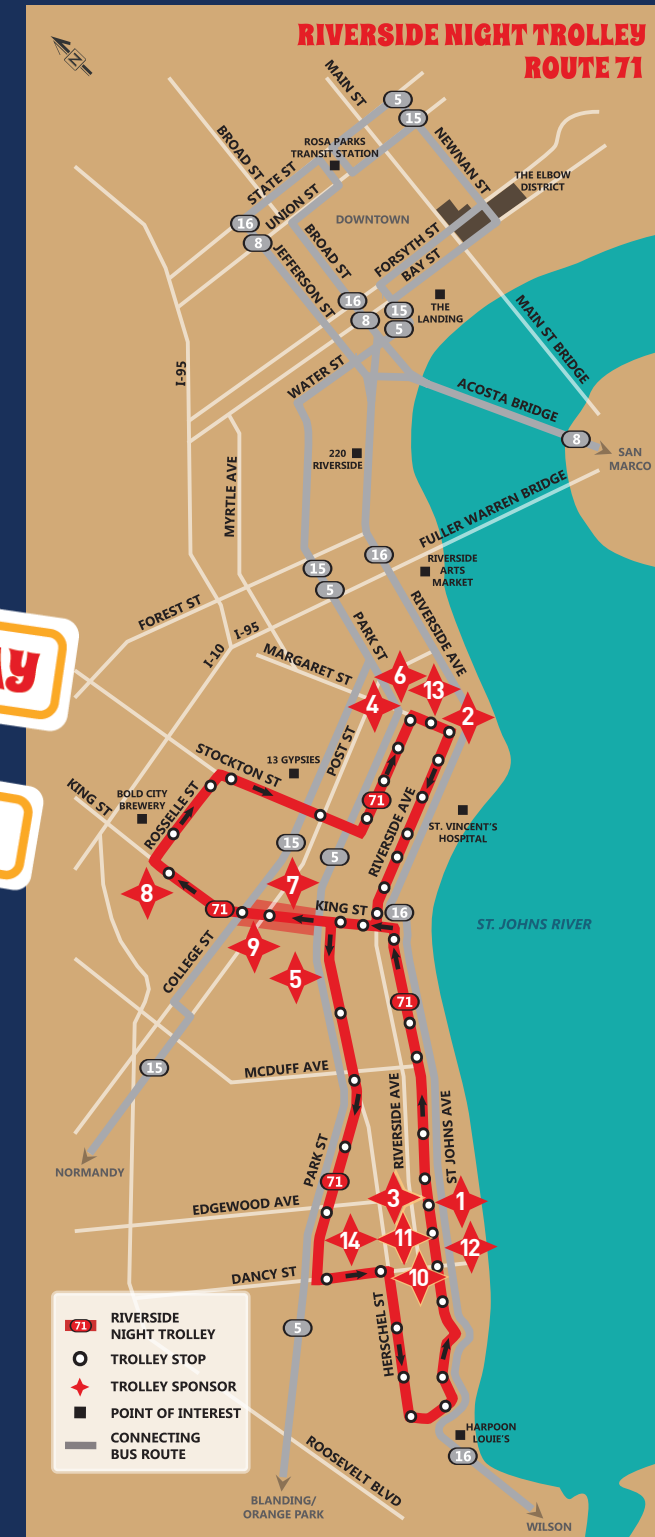 RIVERSIDE NIGHT TROLLEY
ROUTE 71
N
MAIN ST
5
15
BROAD ST
ROSA PARKS
TRANSIT STATION
NEWNAN ST
STATE ST
THE ELBOW
DISTRICT
UNION ST
16
8
DOWNTOWN
JEFFERSON ST
BROAD ST
FORSYTH ST
BAY ST
16
8
15
5
THE
LANDING
MAIN ST BRIDGE
I-95
WATER ST
ACOSTA BRIDGE
8
SAN
MARCO
220
RIVERSIDE
MYRTLE AVE
FULLER WARREN BRIDGE
15
16
5
RIVERSIDE
ARTS
MARKET
FOREST ST
I-95
I-10
PARK ST
RIVERSIDE AVE
MARGARET ST
6
13
4
2
AY
STOCKTON ST
13 GYPSIES
POST ST
KING ST
BOLD CITY
BREWERY
ROSSELLE ST
71
RIVERSIDE AVE
ST. VINCENT'S
HOSPITAL
15
5
8
7
71
KING ST
16
9
5
COLLEGE ST
ST. JOHNS RIVER
71
15
MCDUFF AVE
RIVERSIDE AVE
ST JOHNS AVE
NORMANDY
PARK ST
71
EDGEWOOD AVE
3
1
14
11
12
DANCY ST
10
5
HERSCHEL ST
71
RIVERSIDE
NIGHT TROLLEY
TROLLEY STOP
TROLLEY SPONSOR
POINT OF INTEREST
CONNECTING
BUS ROUTE
HARPOON
LOUIE'S
16
ROOSEVELT BLVD
BLANDING/
ORANGE PARK
WILSON